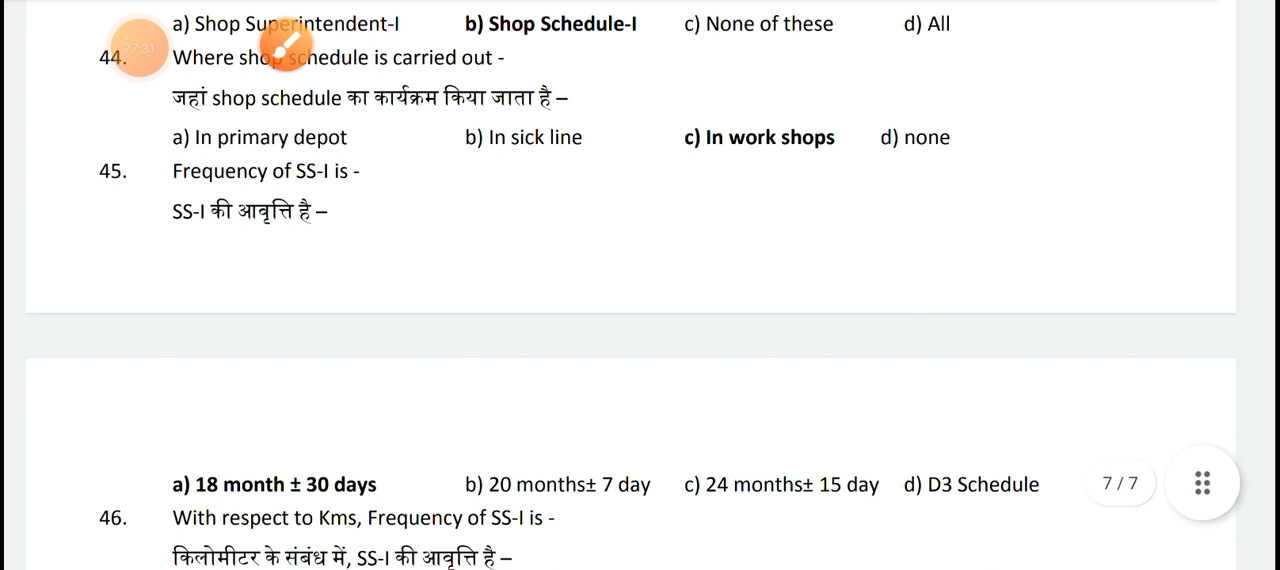 a) Shop Superintendent-I b) Shop Schedule-I c) None of these d) All
27:31
44. Where shop schedule is carried out -
जहां shop schedule का कार्यक्रम किया जाता है –
a) In primary depot b) In sick line c) In work shops d) none
45. Frequency of SS-I is -
SS-I की आवृत्ति है –
a) 18 month ± 30 days b) 20 months± 7 day c) 24 months± 15 day d) D3 Schedule
7 / 7
46. With respect to Kms, Frequency of SS-I is -
किलोमीटर के संबंध में, SS-I की आवृत्ति है –